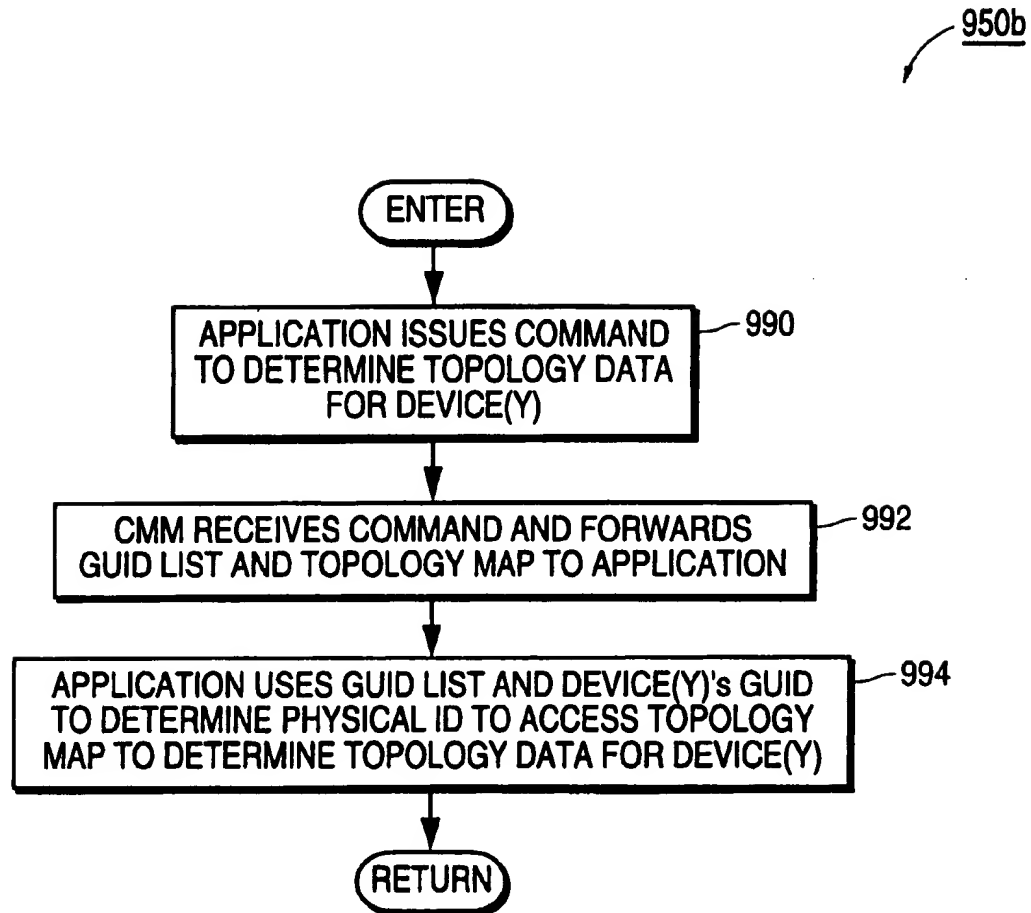 950b
ENTER
APPLICATION ISSUES COMMAND
TO DETERMINE TOPOLOGY DATA
FOR DEVICE(Y)
990
CMM RECEIVES COMMAND AND FORWARDS
GUID LIST AND TOPOLOGY MAP TO APPLICATION
992
APPLICATION USES GUID LIST AND DEVICE(Y)'s GUID
TO DETERMINE PHYSICAL ID TO ACCESS TOPOLOGY
MAP TO DETERMINE TOPOLOGY DATA FOR DEVICE(Y)
994
RETURN